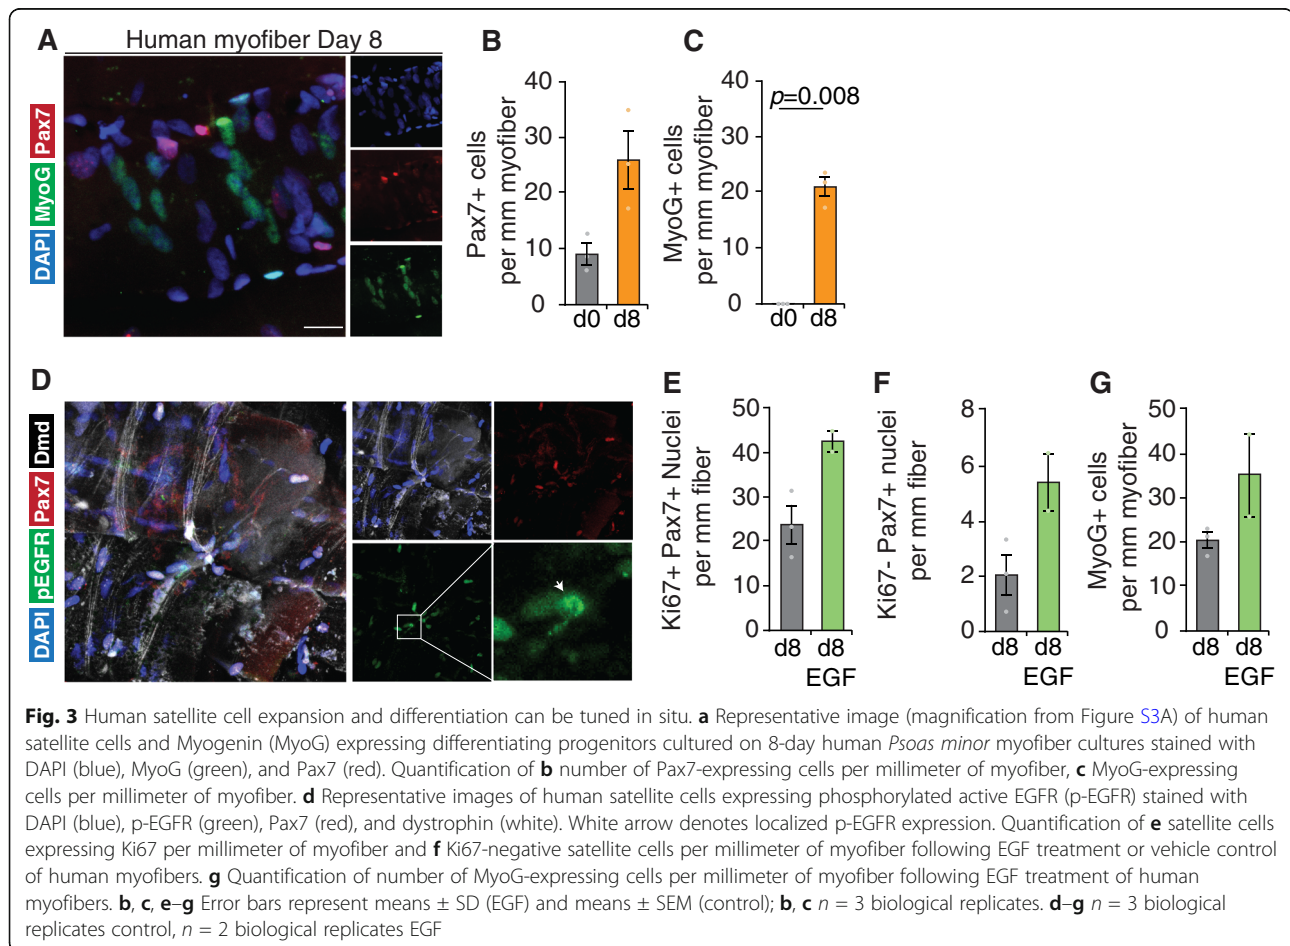 A
Human myofiber Day 8
DAPI MyoG Pax7
B
Pax7+ cells
per mm myofiber
40
30
20
10
0
d0 d8
C
MyoG+ cells
per mm myofiber
40
30
20
10
0
p=0.008
d0 d8
D
DAPI pEGFR Pax7 Dmd
E
Ki67+ Pax7+ Nuclei
per mm fiber
50
40
30
20
10
0
d8 d8
EGF
F
Ki67- Pax7+ nuclei
per mm fiber
8
6
4
2
0
d8 d8
EGF
G
MyoG+ cells
per mm myofiber
50
40
30
20
10
0
d8 d8
EGF
Fig. 3 Human satellite cell expansion and differentiation can be tuned in situ. a Representative image (magnification from Figure S3A) of human
satellite cells and Myogenin (MyoG) expressing differentiating progenitors cultured on 8-day human Psoas minor myofiber cultures stained with
DAPI (blue), MyoG (green), and Pax7 (red). Quantification of b number of Pax7-expressing cells per millimeter of myofiber, c MyoG-expressing
cells per millimeter of myofiber. d Representative images of human satellite cells expressing phosphorylated active EGFR (p-EGFR) stained with
DAPI (blue), p-EGFR (green), Pax7 (red), and dystrophin (white). White arrow denotes localized p-EGFR expression. Quantification of e satellite cells
expressing Ki67 per millimeter of myofiber and f Ki67-negative satellite cells per millimeter of myofiber following EGF treatment or vehicle control
of human myofibers. g Quantification of number of MyoG-expressing cells per millimeter of myofiber following EGF treatment of human
myofibers. b, c, e–g Error bars represent means ± SD (EGF) and means ± SEM (control); b, c n = 3 biological replicates. d–g n = 3 biological
replicates control, n = 2 biological replicates EGF